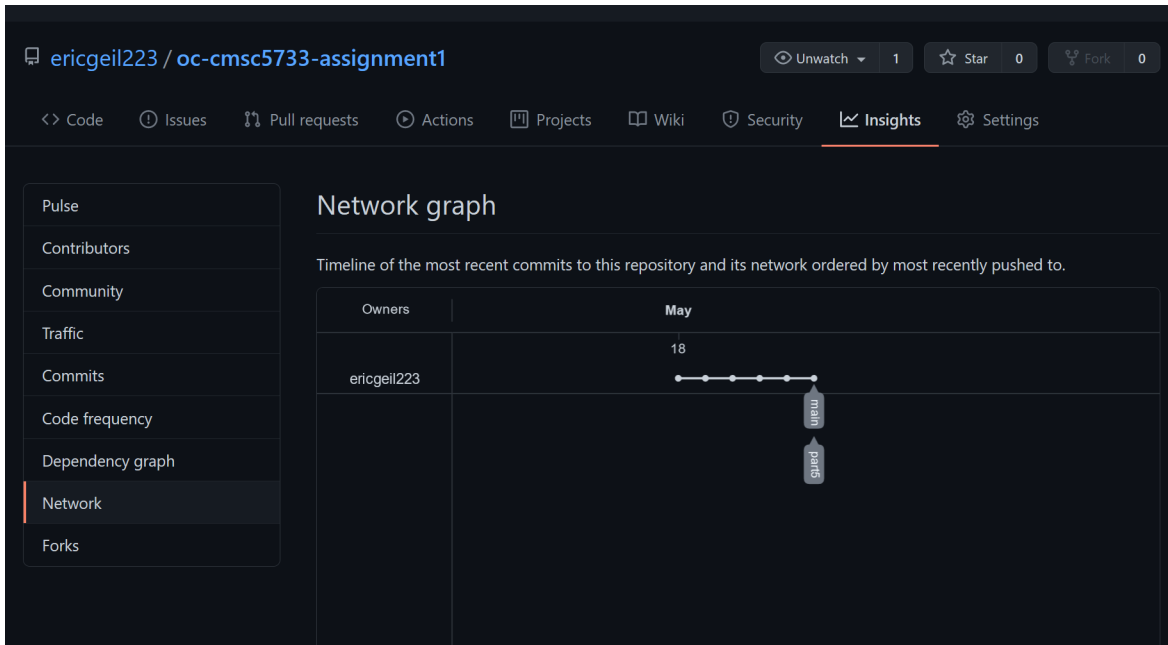 ericgeil223 / oc-cmsc5733-assignment1
Unwatch 1 Star 0 Fork 0
Code Issues Pull requests Actions Projects Wiki Security Insights Settings
Pulse
Contributors
Community
Traffic
Commits
Code frequency
Dependency graph
Network
Forks
Network graph
Timeline of the most recent commits to this repository and its network ordered by most recently pushed to.
Owners May
18
ericgeil223
main
part5